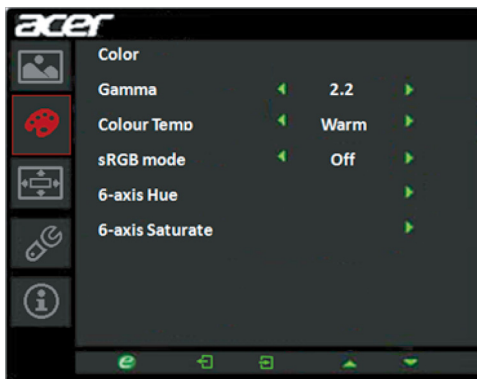 acer
Color
Gamma 2.2
Colour Temp Warm
sRGB mode Off
6-axis Hue
6-axis Saturate
e